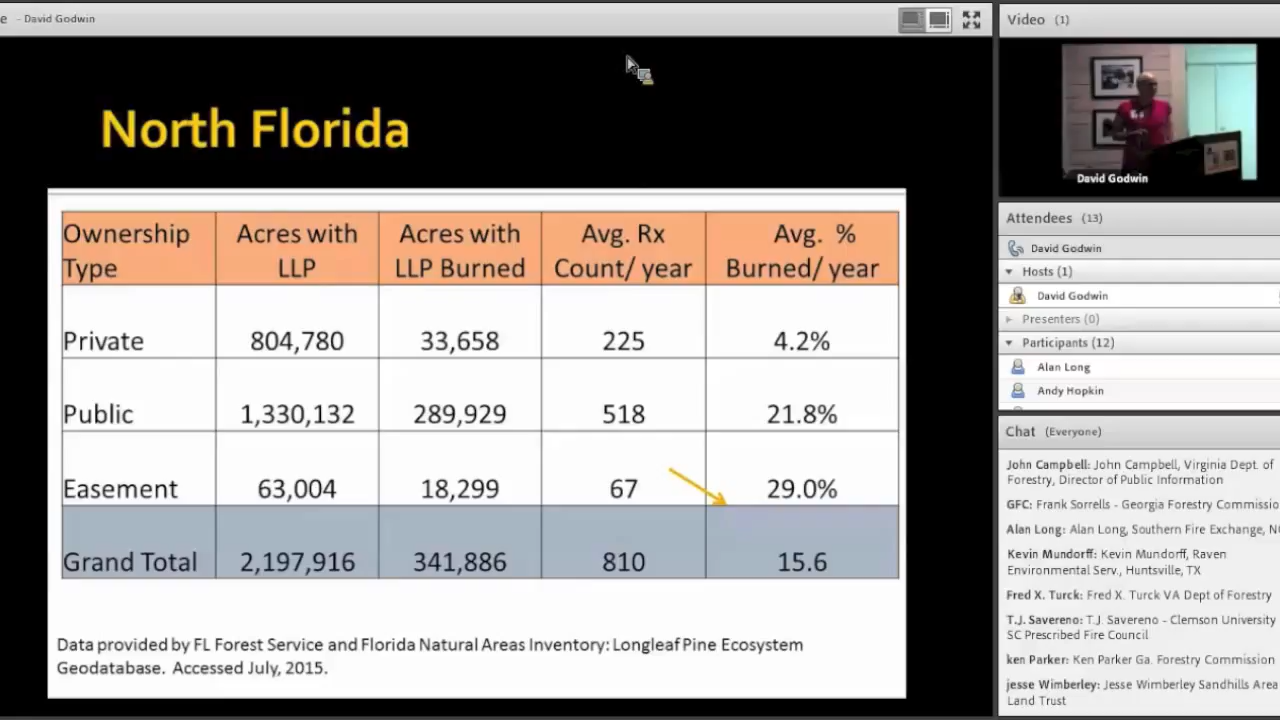 e - David Godwin
North Florida
Ownership Type
Acres with LLP
Acres with LLP Burned
Avg. Rx Count/ year
Avg. % Burned/ year
Private 804,780 33,658 225 4.2%
Public 1,330,132 289,929 518 21.8%
Easement 63,004 18,299 67 29.0%
Grand Total 2,197,916 341,886 810 15.6
Data provided by FL Forest Service and Florida Natural Areas Inventory: Longleaf Pine Ecosystem
Geodatabase. Accessed July, 2015.
Video (1)
David Godwin
Attendees (13)
David Godwin
Hosts (1)
David Godwin
Presenters (0)
Participants (12)
Alan Long
Andy Hopkin
Chat (Everyone)
John Campbell: John Campbell, Virginia Dept. of
Forestry, Director of Public Information
GFC: Frank Sorrells - Georgia Forestry Commissio
Alan Long: Alan Long, Southern Fire Exchange, NC
Kevin Mundorff: Kevin Mundorff, Raven
Environmental Serv., Huntsville, TX
Fred X. Turck: Fred X. Turck VA Dept of Forestry
T.J. Savereno: T.J. Savereno - Clemson University
SC Prescribed Fire Council
ken Parker: Ken Parker Ga. Forestry Commission
jesse Wimberley: Jesse Wimberley Sandhills Area
Land Trust